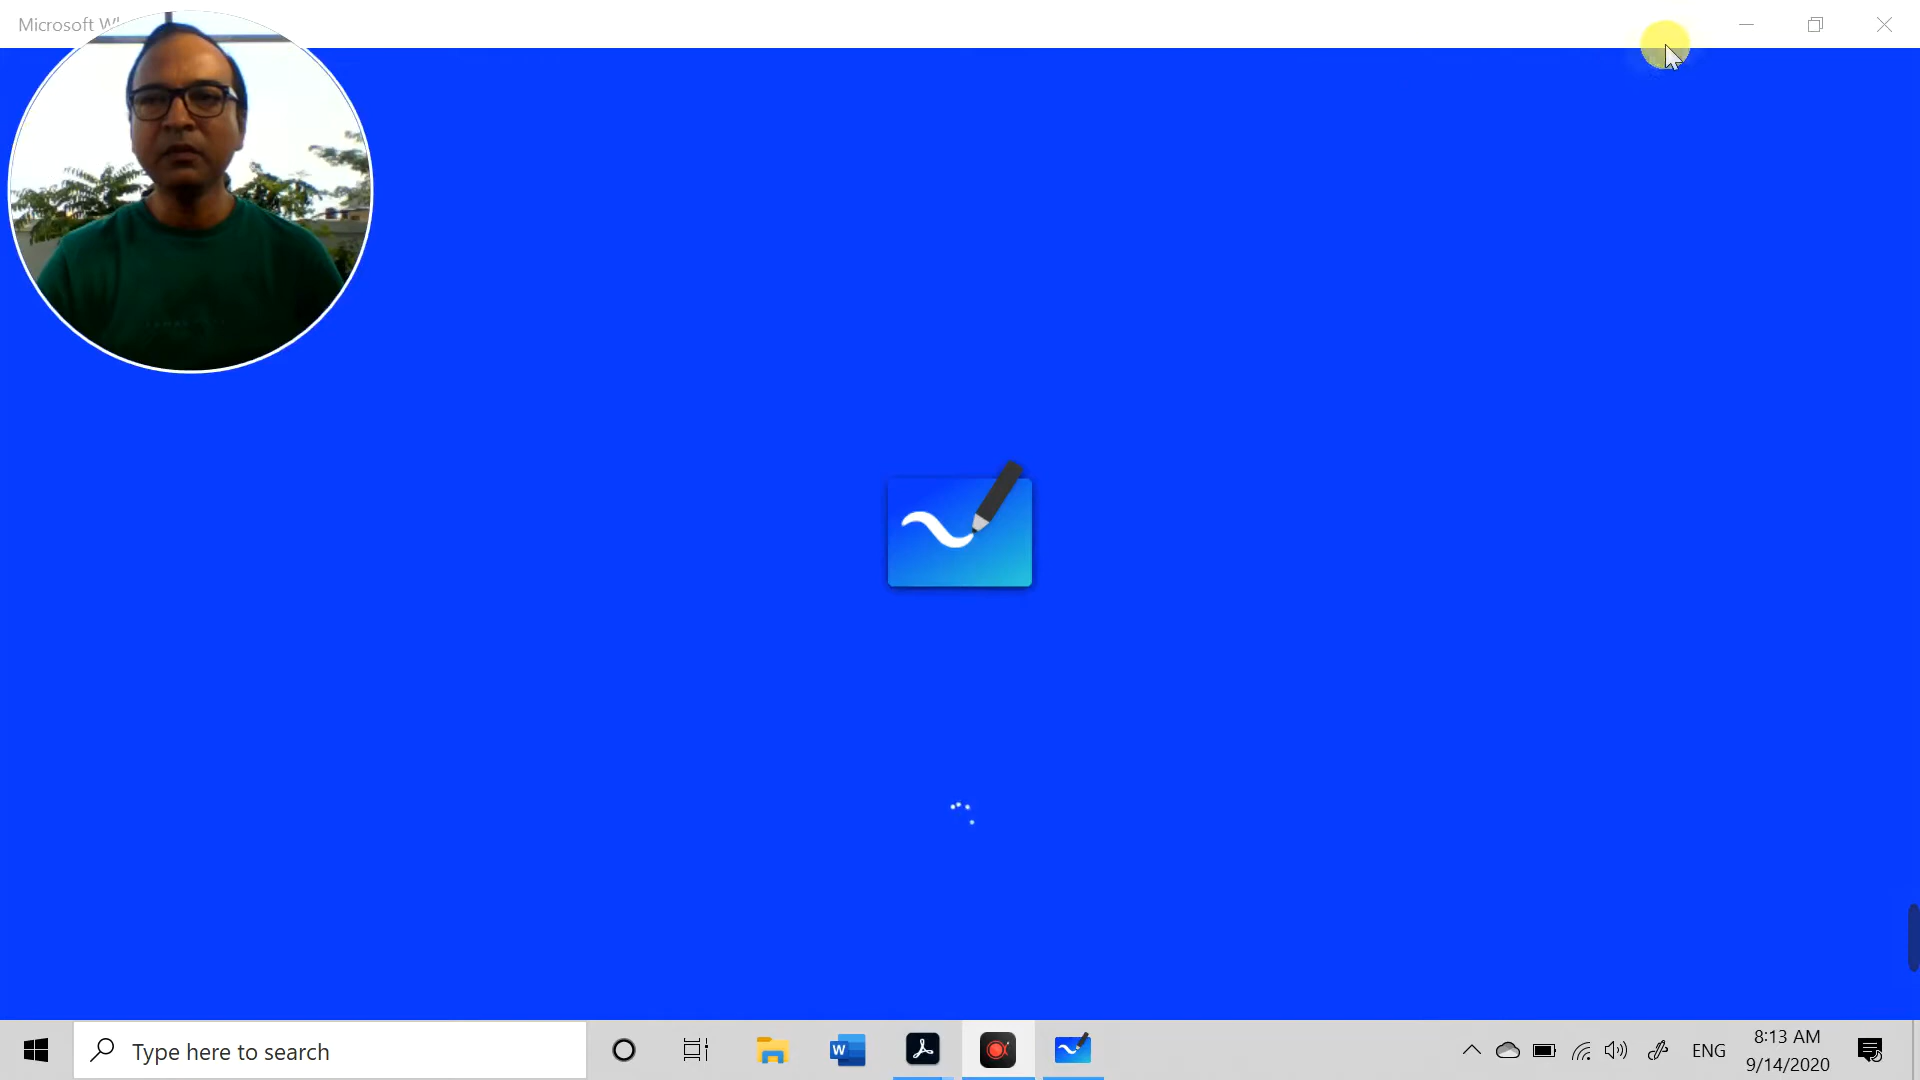 Microsoft
Type here to search
W
ENG
8:13 AM
9/14/2020